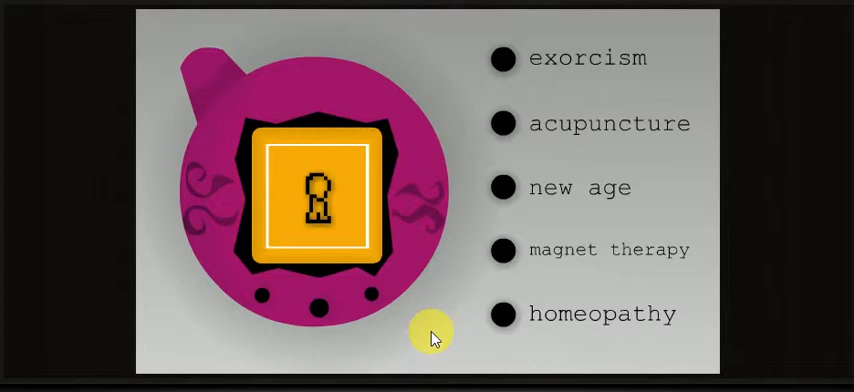 exorcism
acupuncture
new age
magnet therapy
homeopathy